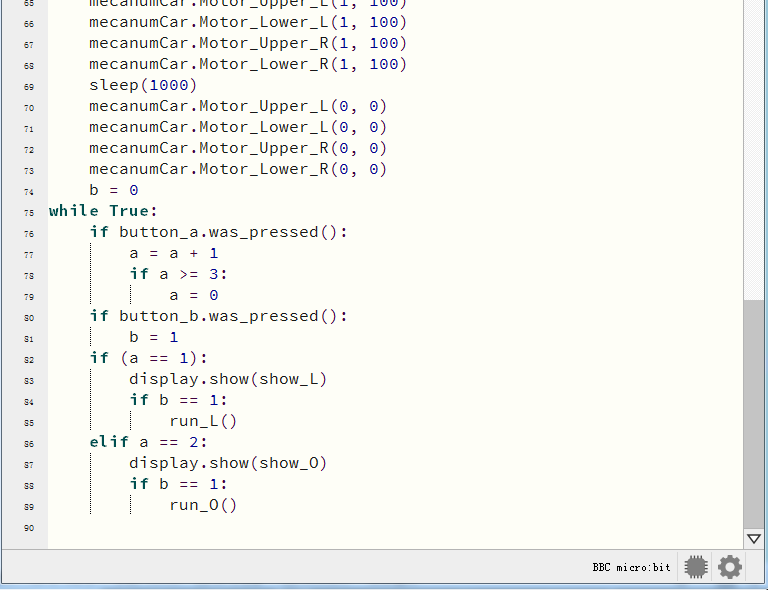 65 mecanumCar.Motor_Upper_L(1, 100)
66 mecanumCar.Motor_Lower_L(1, 100)
67 mecanumCar.Motor_Upper_R(1, 100)
68 mecanumCar.Motor_Lower_R(1, 100)
69 sleep(1000)
70 mecanumCar.Motor_Upper_L(0, 0)
71 mecanumCar.Motor_Lower_L(0, 0)
72 mecanumCar.Motor_Upper_R(0, 0)
73 mecanumCar.Motor_Lower_R(0, 0)
74 b = 0
75 while True:
76 if button_a.was_pressed():
77 a = a + 1
78 if a >= 3:
79 a = 0
80 if button_b.was_pressed():
81 b = 1
82 if (a == 1):
83 display.show(show_L)
84 if b == 1:
85 run_L()
86 elif a == 2:
87 display.show(show_O)
88 if b == 1:
89 run_O()
90
BBC micro:bit